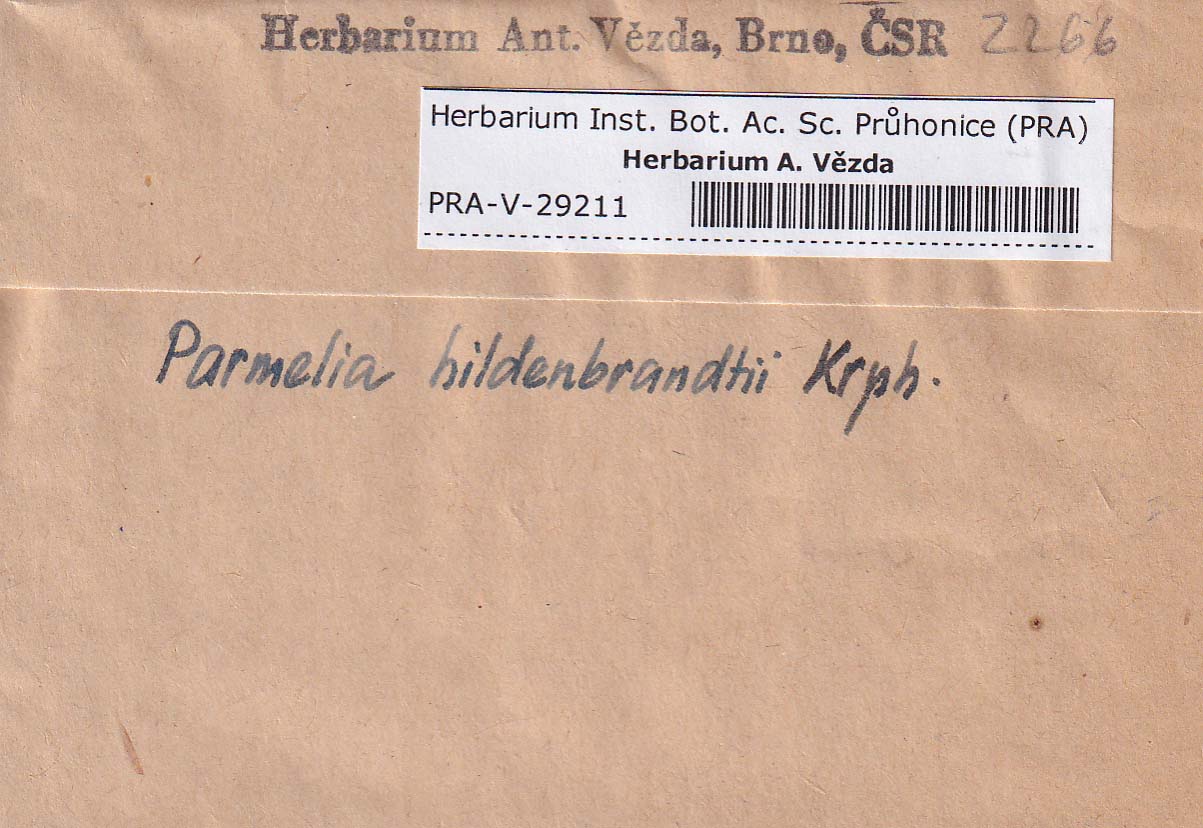 Herbarium Ant. Vězda, Brno, ČSR 2266
Herbarium Inst. Bot. Ac. Sc. Průhonice (PRA)
Herbarium A. Vězda
PRA-V-29211
Parmelia hildenbrandtii Krph.